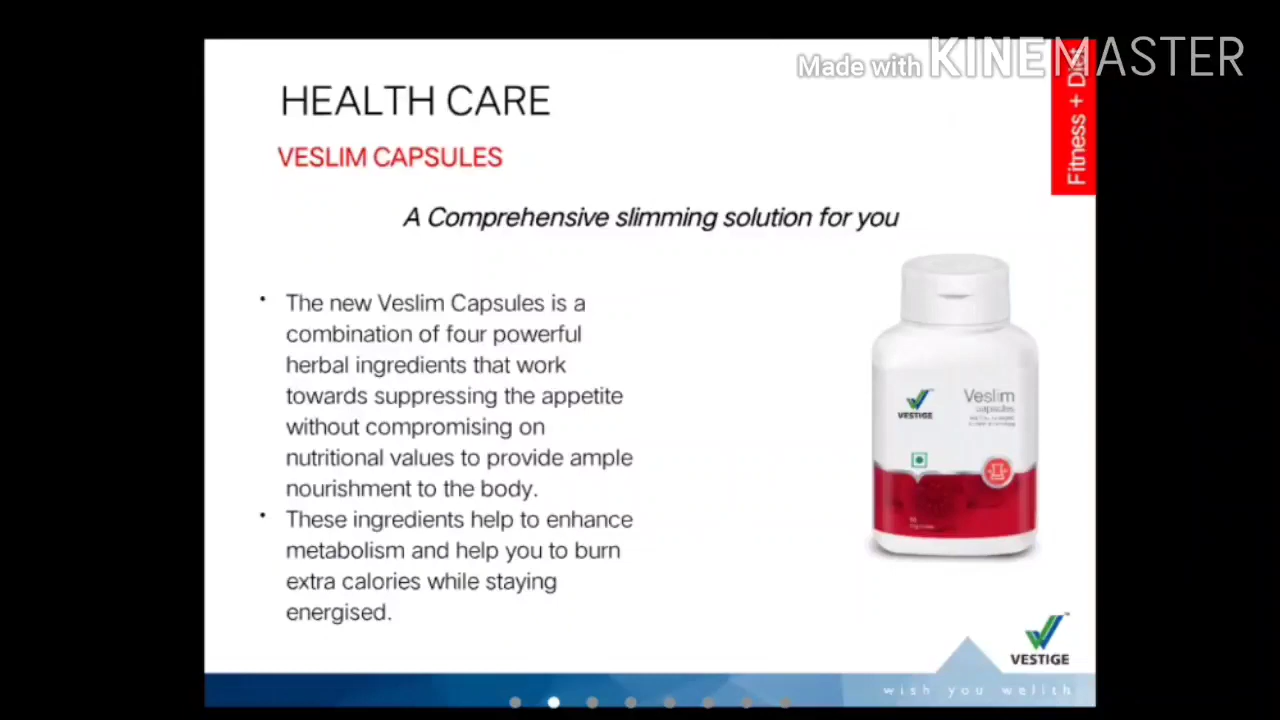 Made with KINEMASTER
Fitness + Diet
HEALTH CARE
VESLIM CAPSULES
A Comprehensive slimming solution for you
• The new Veslim Capsules is a
combination of four powerful
herbal ingredients that work
towards suppressing the appetite
without compromising on
nutritional values to provide ample
nourishment to the body.
• These ingredients help to enhance
metabolism and help you to burn
extra calories while staying
energised.
VESTIGE
Veslim
capsules
VESTIGE
wish you wellth